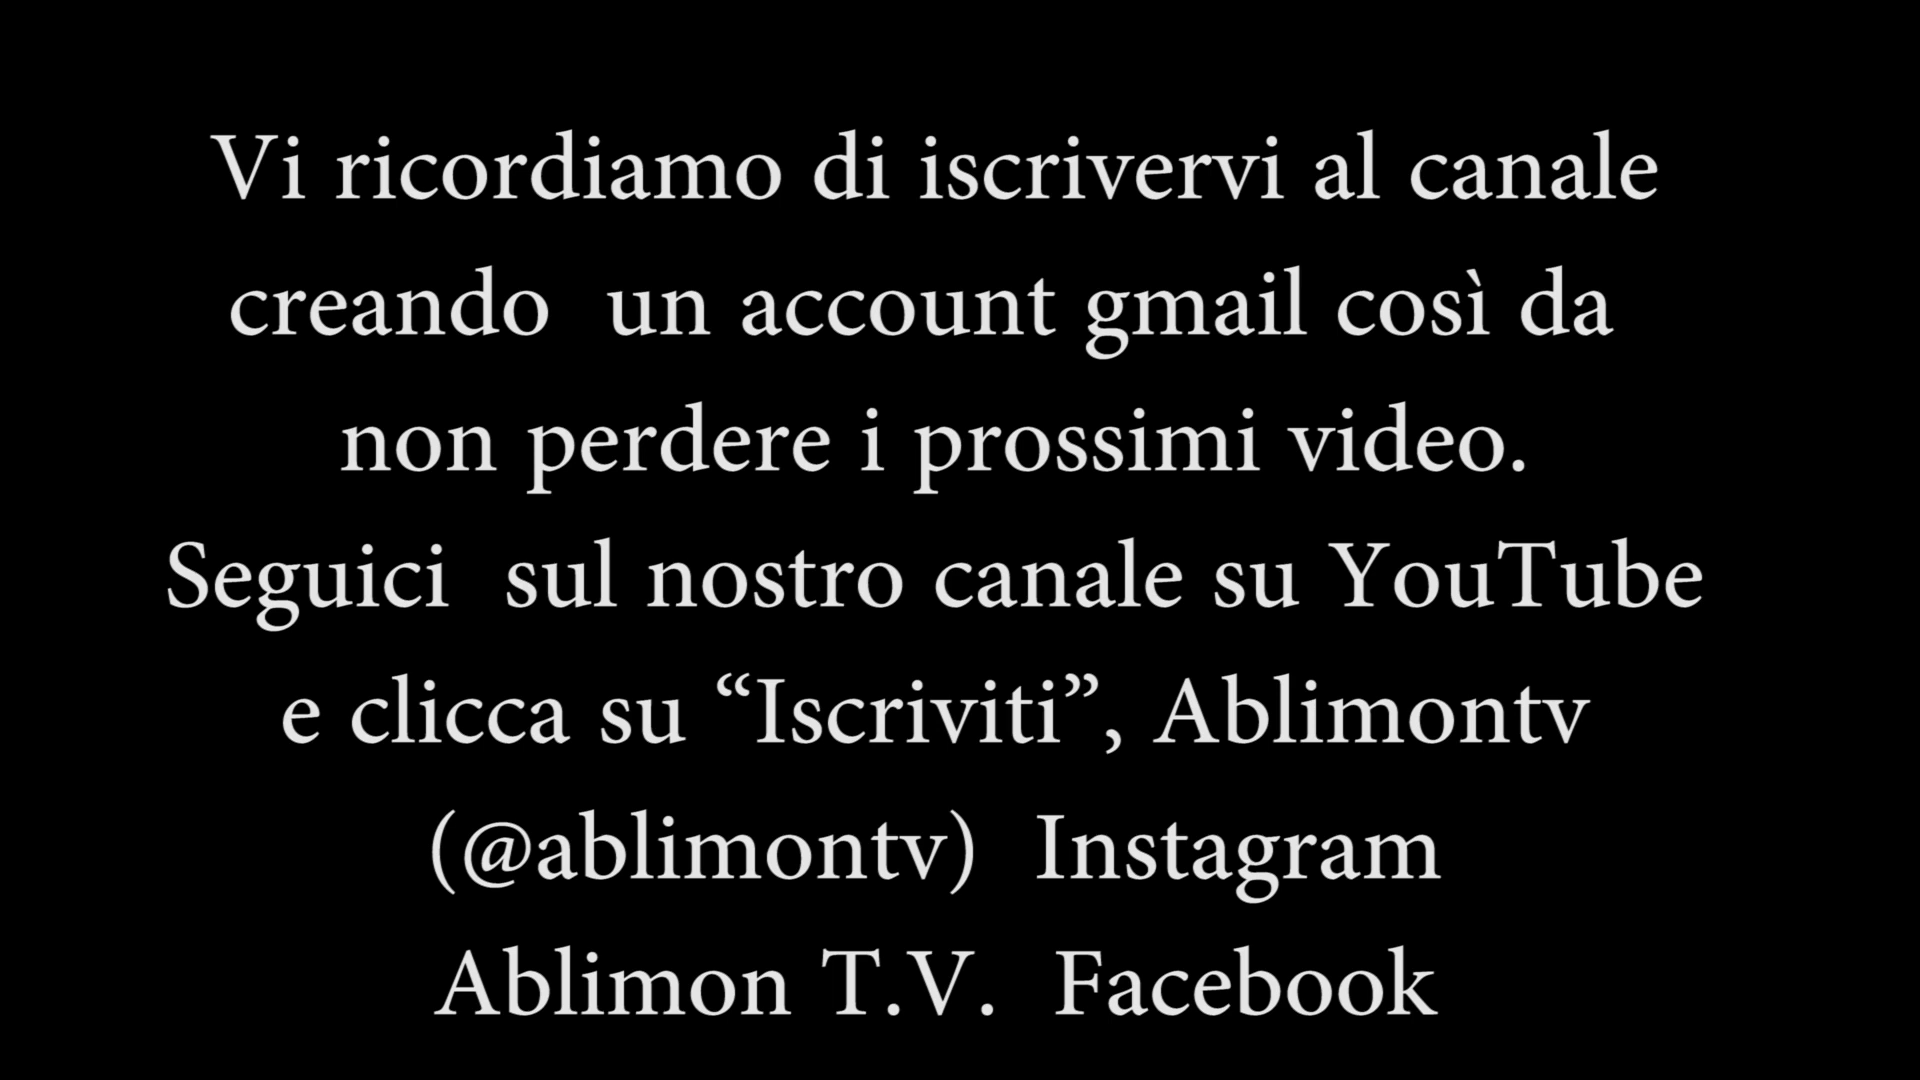 Vi ricordiamo di iscrivervi al canale
creando  un account gmail così da
non perdere i prossimi video.
Seguici  sul nostro canale su YouTube
e clicca su “Iscriviti”, Ablimontv
(@ablimontv)  Instagram
Ablimon T.V.  Facebook